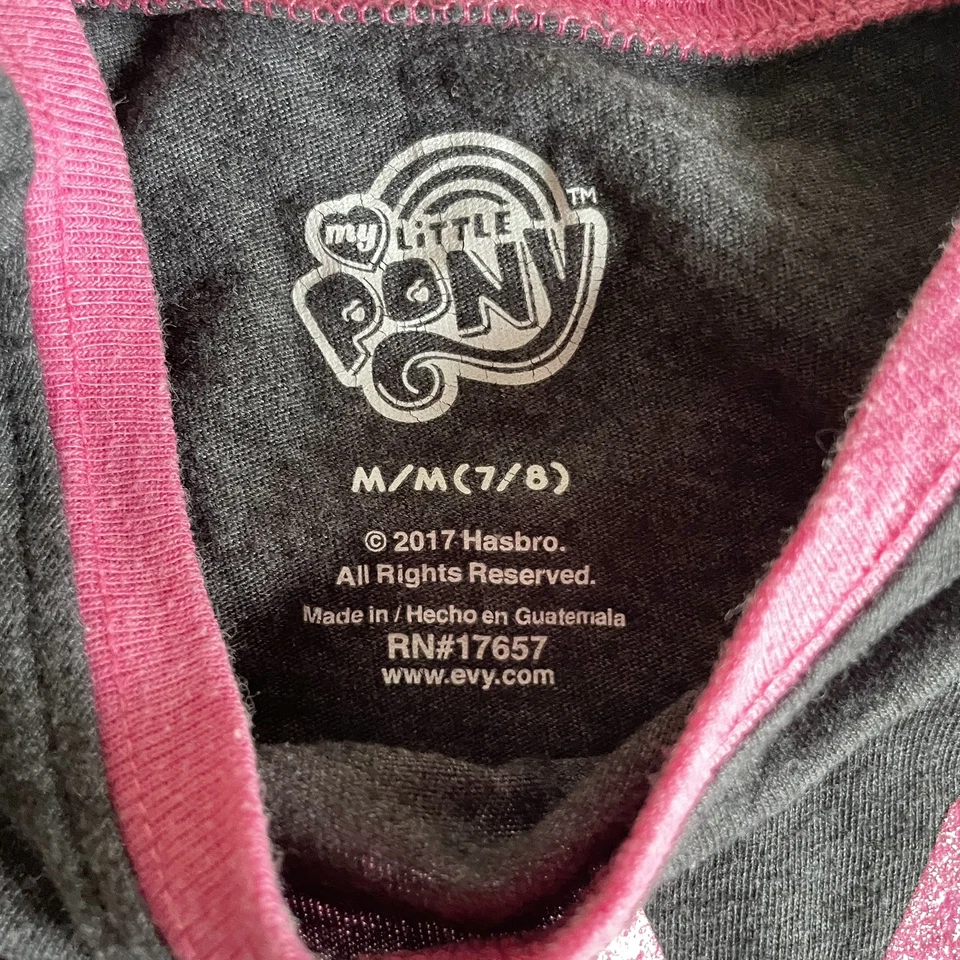 my LiTTLE ™
PONY
M/M(7/8)
© 2017 Hasbro.
All Rights Reserved.
Made in / Hecho en Guatemala
RN#17657
www.evy.com